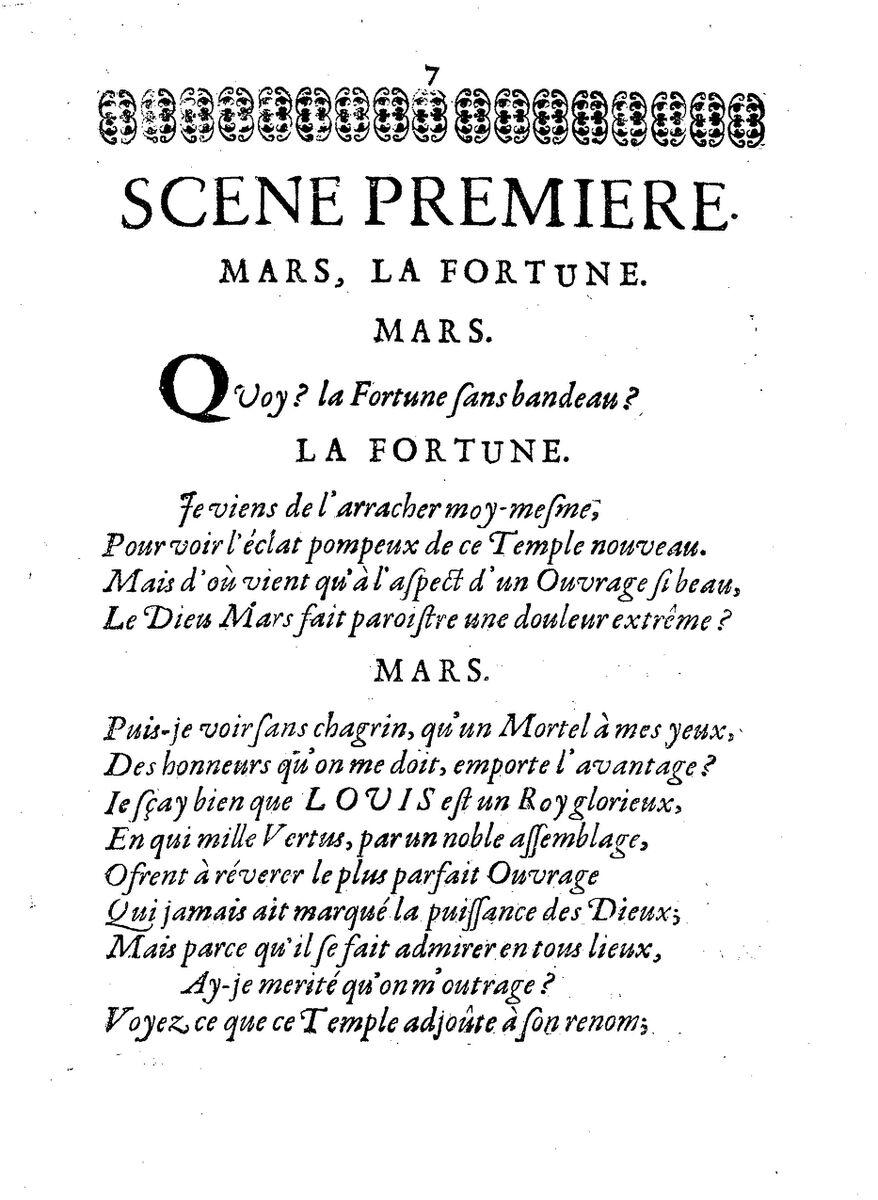 7
SCENE PREMIERE.
MARS, LA FORTUNE.
MARS.
QVoy? la Fortune ſans bandeau?
LA FORTUNE.
Je viens de l'arracher moy-meſme,
Pour voir l'éclat pompeux de ce Temple nouveau.
Mais d'où vient qu'à l'aſpect d'un Ouvrage ſi beau,
Le Dieu Mars fait paroiſtre une douleur extrême?
MARS.
Puis-je voir ſans chagrin, qu'un Mortel à mes yeux,
Des honneurs qu'on me doit, emporte l'avantage?
Ie ſçay bien que LOUIS eſt un Roy glorieux,
En qui mille Vertus, par un noble aſſemblage,
Ofrent à réverer le plus parfait Ouvrage
Qui jamais ait marqué la puiſſance des Dieux;
Mais parce qu'il ſe fait admirer en tous lieux,
Ay-je merité qu'on m'outrage?
Voyez ce que ce Temple adjoûte à ſon renom;